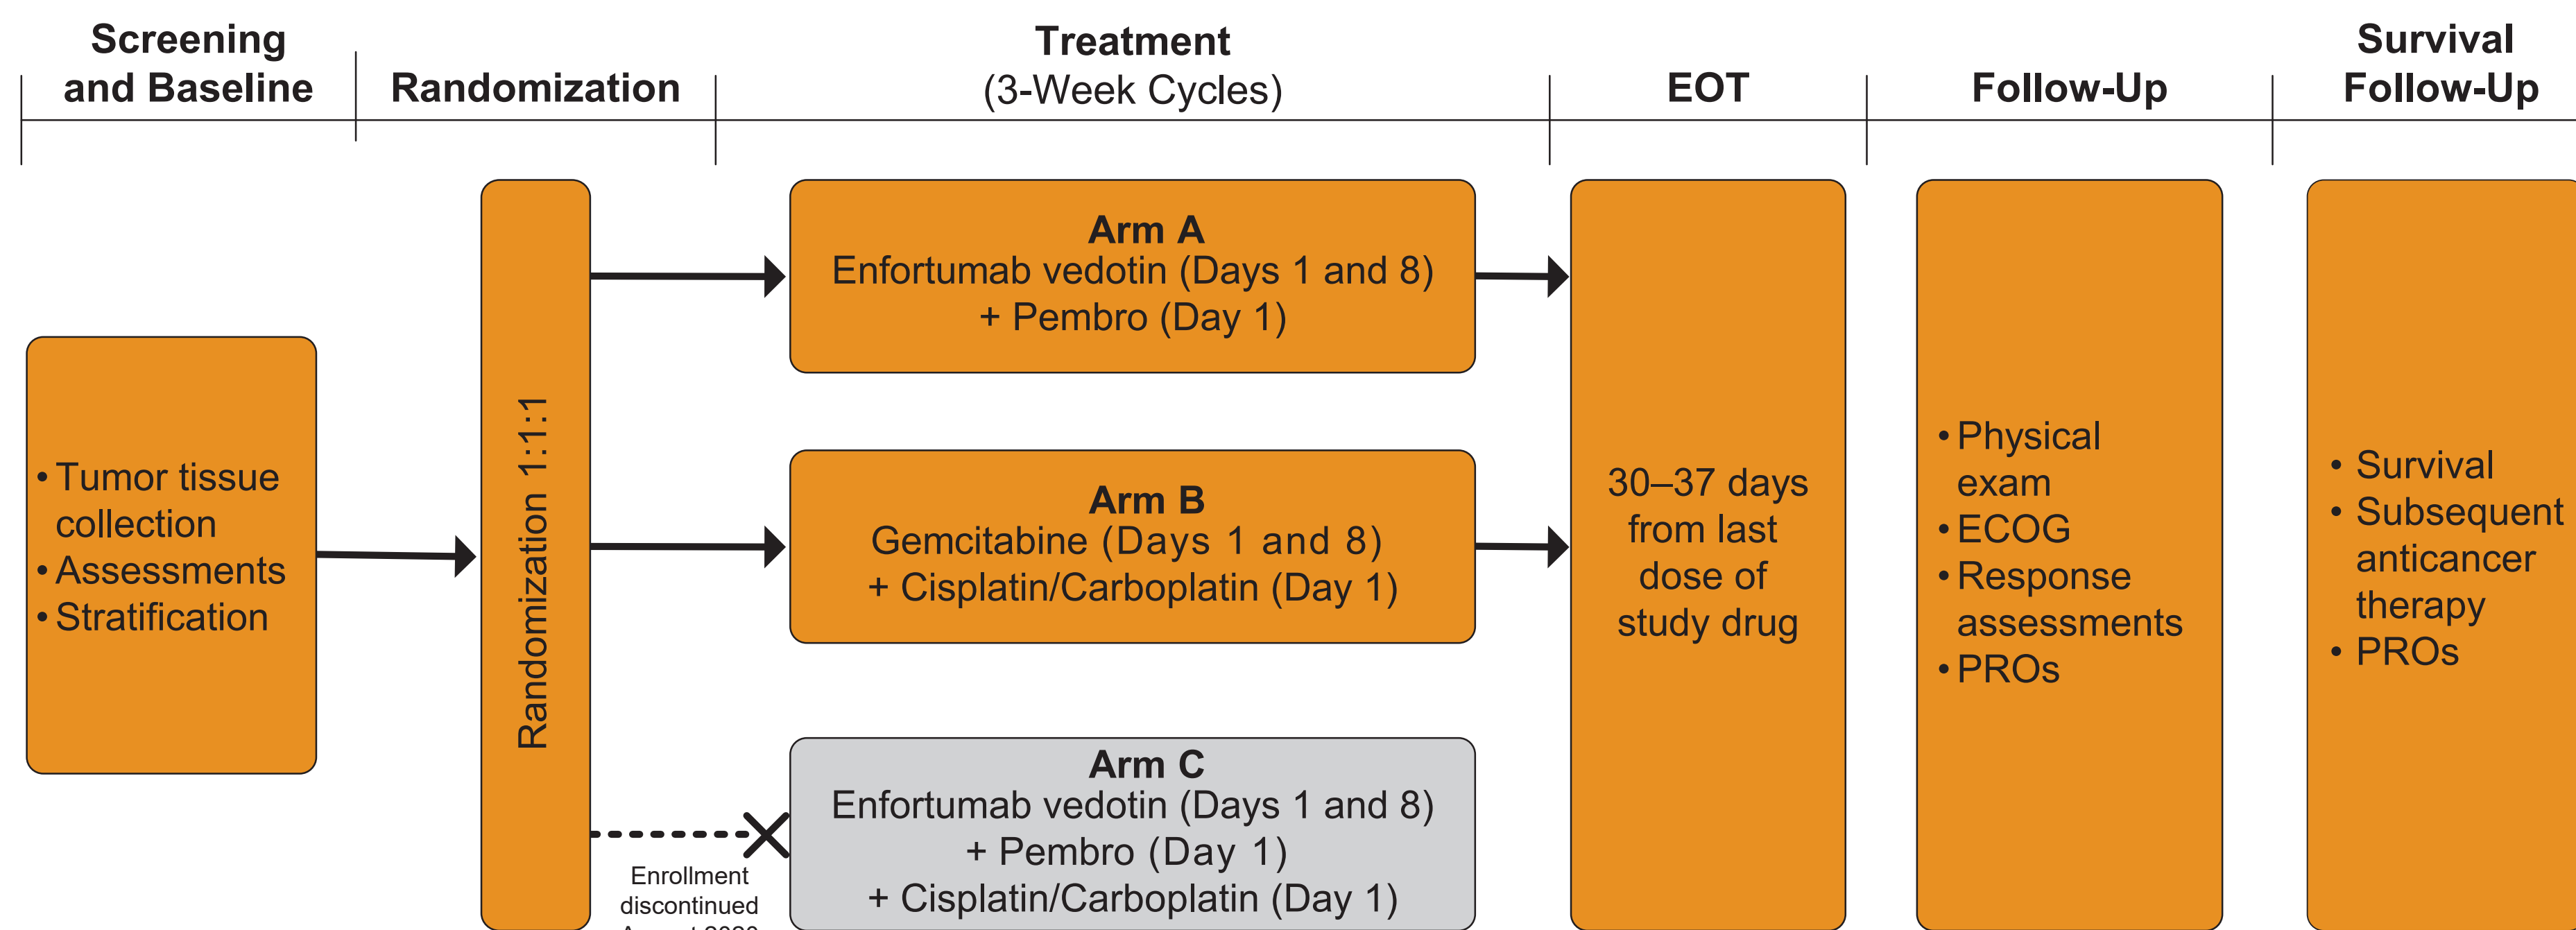 Screening
and Baseline
Randomization
Treatment
(3-Week Cycles)
EOT
Follow-Up
Survival
Follow-Up
• Tumor tissue
collection
• Assessments
• Stratification
Randomization 1:1:1
Arm A
Enfortumab vedotin (Days 1 and 8)
+ Pembro (Day 1)
Arm B
Gemcitabine (Days 1 and 8)
+ Cisplatin/Carboplatin (Day 1)
Enrollment
discontinued
Arm C
Enfortumab vedotin (Days 1 and 8)
+ Pembro (Day 1)
+ Cisplatin/Carboplatin (Day 1)
30–37 days
from last
dose of
study drug
• Physical
exam
• ECOG
• Response
assessments
• PROs
• Survival
• Subsequent
anticancer
therapy
• PROs